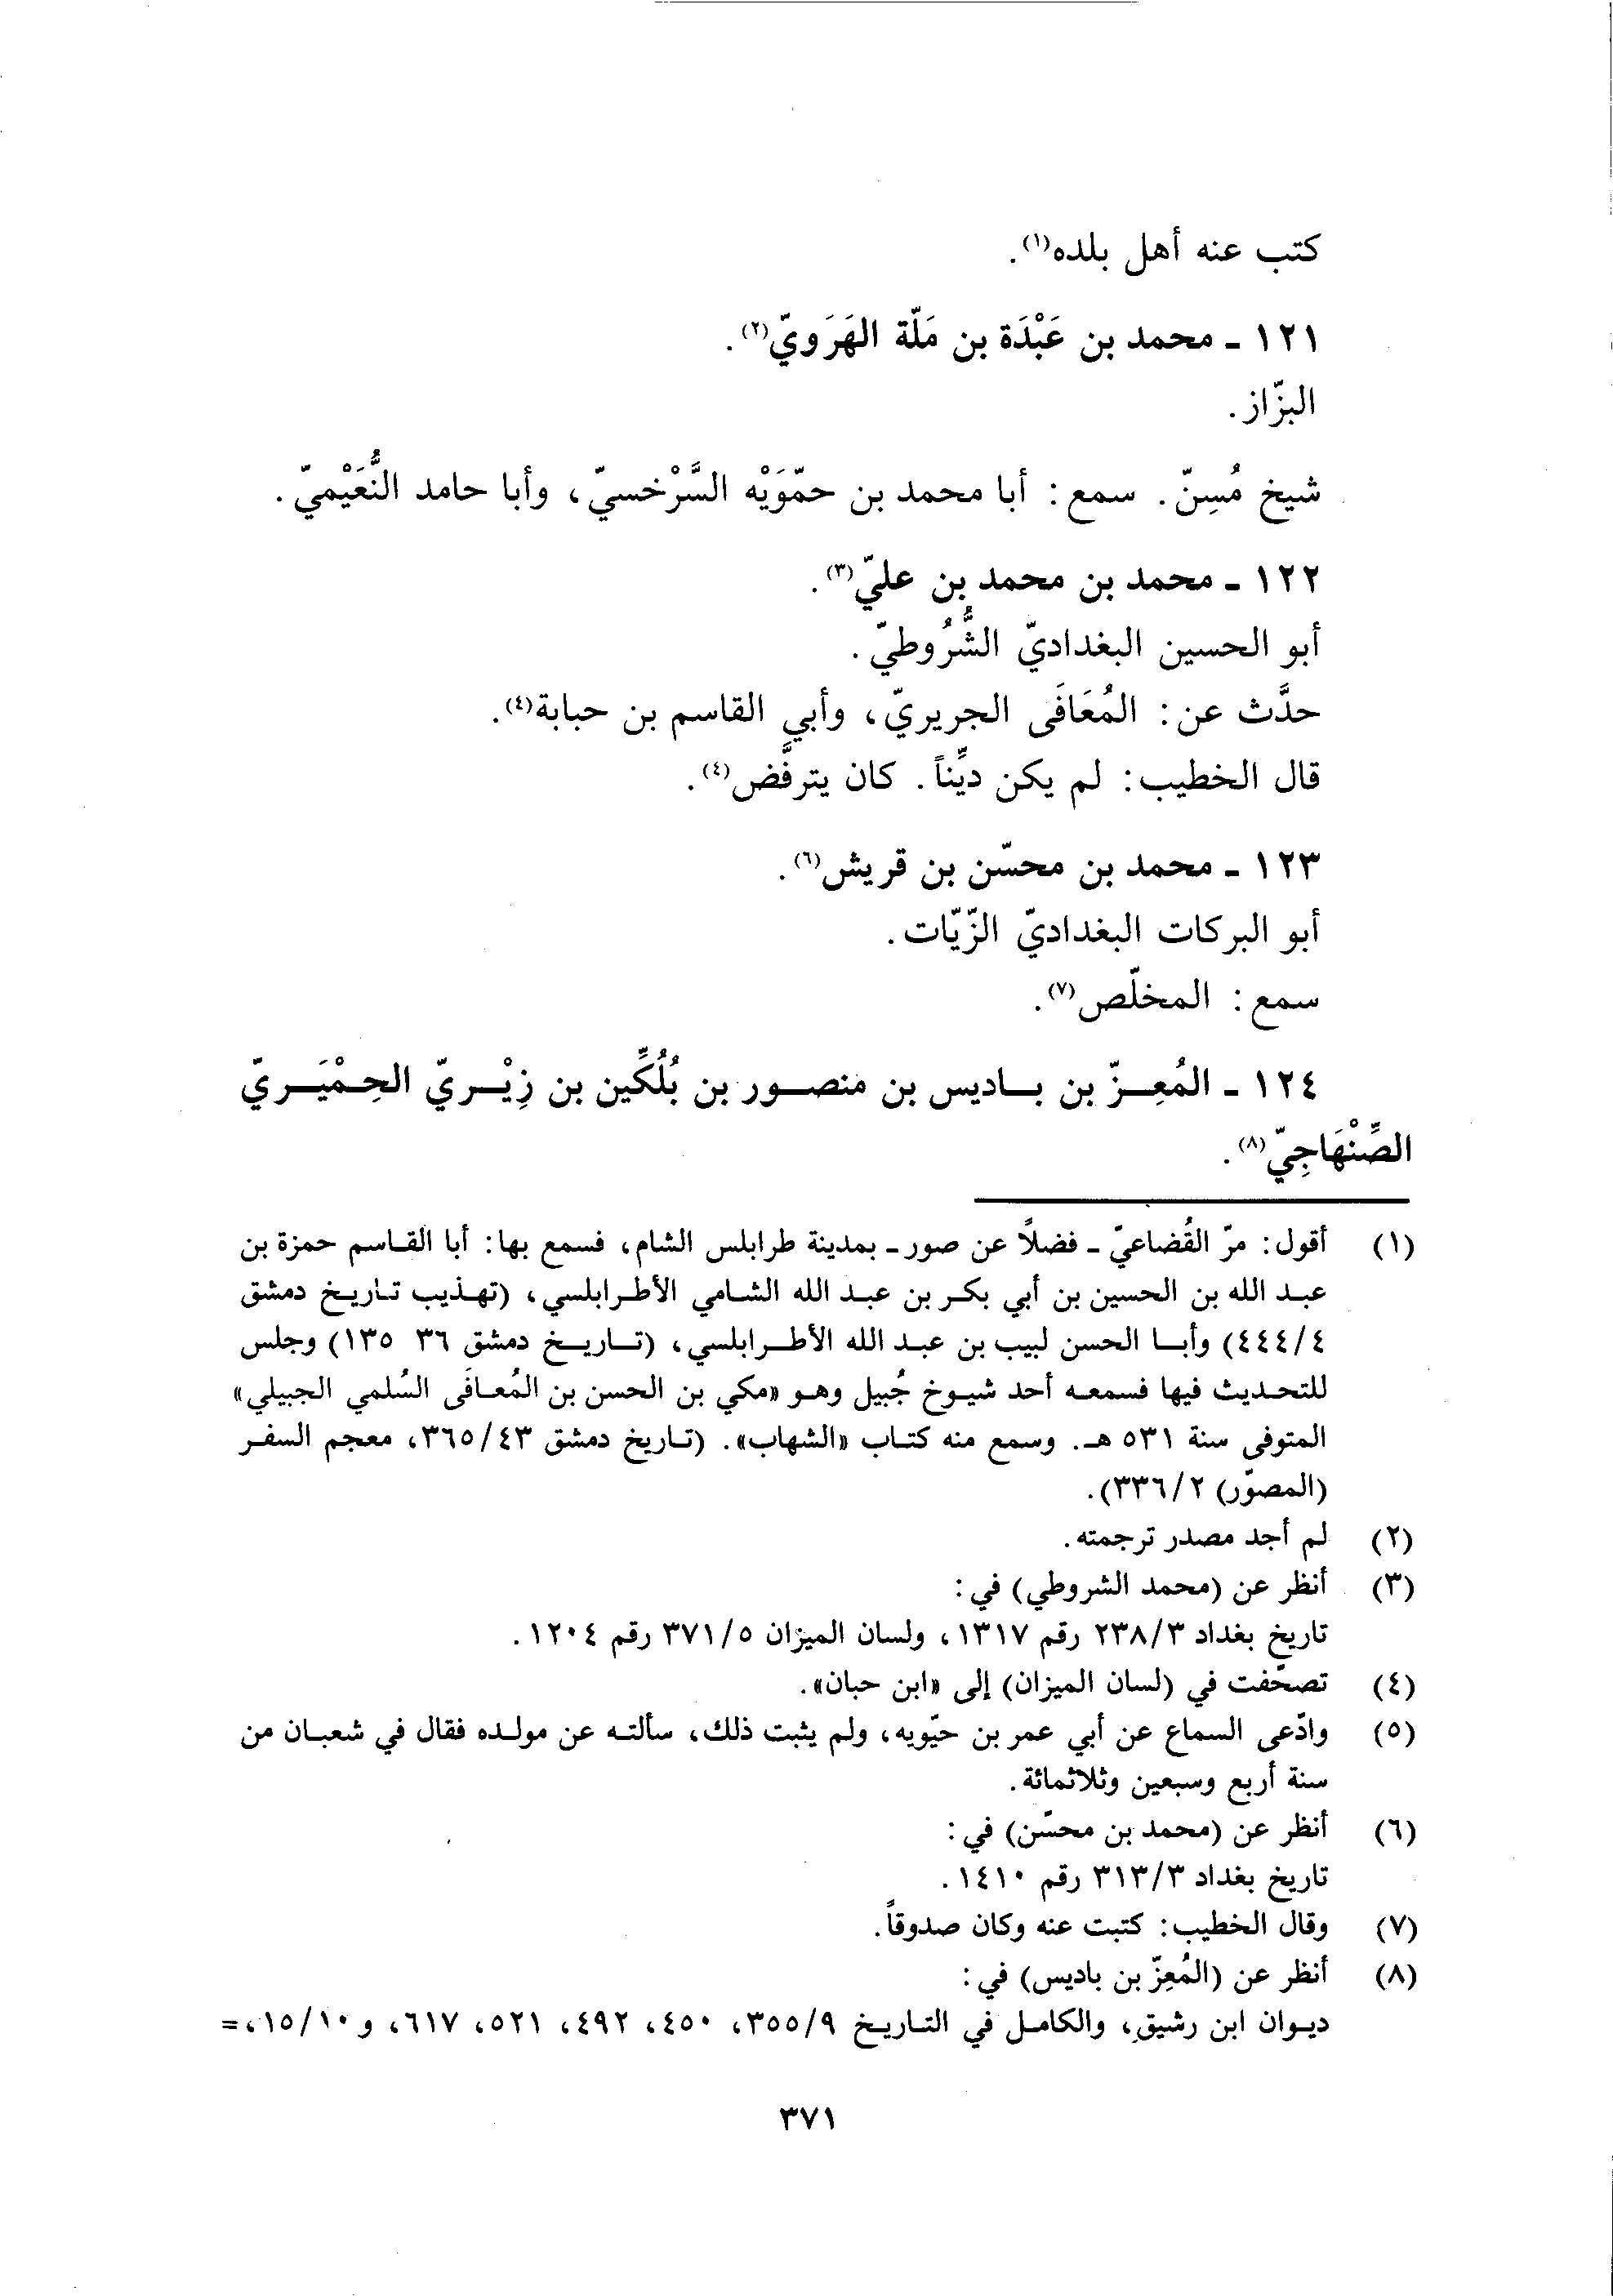 كتب عنه أهل بلده(١).
١٢١ ـ محمد بن عَبْدَة بن مَلّة الهَرَويّ(٢).
البزّاز.
شيخ مُسِنّ. سمع: أبا محمد بن حمّوَيْه السَّرْخسيّ، وأبا حامد النُّعَيْميّ.
١٢٢ ـ محمد بن محمد بن عليّ(٣).
أبو الحسين البغداديّ الشُّرُوطيّ.
حدَّث عن: المُعَافَى الجريريّ، وأبي القاسم بن حبابة(٤).
قال الخطيب: لم يكن ديِّناً. كان يترفَّض(٤).
١٢٣ ـ محمد بن محسّن بن قريش(٦).
أبو البركات البغداديّ الزّيّات.
سمع: المخلّص(٧).
١٢٤ ـ المُعِزّ بن باديس بن منصور بن بُلُكِّين بن زِيْريّ الحِمْيَريّ
الصِّنْهَاجِيّ(٨).
(١) أقول: مرّ القُضاعيّ ـ فضلاً عن صور ـ بمدينة طرابلس الشام، فسمع بها: أبا القاسم حمزة بن
عبد الله بن الحسين بن أبي بكر بن عبد الله الشامي الأطرابلسي، (تهذيب تاريخ دمشق
٤/٤٤٤) وأبا الحسن لبيب بن عبد الله الأطرابلسي، (تاريخ دمشق ٣٦ ١٣٥) وجلس
للتحديث فيها فسمعه أحد شيوخ جُبيل وهو «مكي بن الحسن بن المُعافَى السُلمي الجبيلي»
المتوفى سنة ٥٣١ هـ. وسمع منه كتاب «الشهاب». (تاريخ دمشق ٣٦٥/٤٣، معجم السفر
(المصوّر) ٣٣٦/٢).
(٢) لم أجد مصدر ترجمته.
(٣) أنظر عن (محمد الشروطي) في:
تاريخ بغداد ٢٣٨/٣ رقم ١٣١٧، ولسان الميزان ٣٧١/٥ رقم ١٢٠٤.
(٤) تصحّفت في (لسان الميزان) إلى «ابن حبان».
(٥) وادّعى السماع عن أبي عمر بن حيّويه، ولم يثبت ذلك، سألته عن مولده فقال في شعبان من
سنة أربع وسبعين وثلاثمائة.
(٦) أنظر عن (محمد بن محسّن) في:
تاريخ بغداد ٣١٣/٣ رقم ١٤١٠.
(٧) وقال الخطيب: كتبت عنه وكان صدوقاً.
(٨) أنظر عن (المُعِزّ بن باديس) في:
ديوان ابن رشيق، والكامل في التاريخ ٣٥٥/٩، ٤٥٠، ٤٩٢، ٥٢١، ٦١٧، و١٥/١٠، =
٣٧١